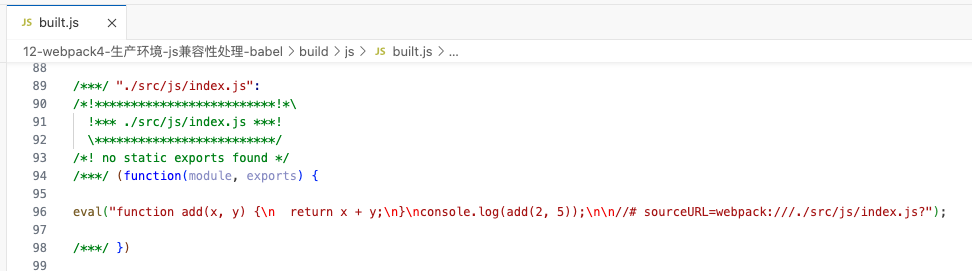 JS built.js ×
12-webpack4-生产环境-js兼容性处理-babel > build > js > JS built.js > ...
88
89 /***/ "./src/js/index.js":
90 /*!*************************!*\
91   !*** ./src/js/index.js ***!
92   \*************************/
93 /*! no static exports found */
94 /***/ (function(module, exports) {
95
96 eval("function add(x, y) {\n  return x + y;\n}\nconsole.log(add(2, 5));\n\n//# sourceURL=webpack:///./src/js/index.js?");
97
98 /***/ })
99